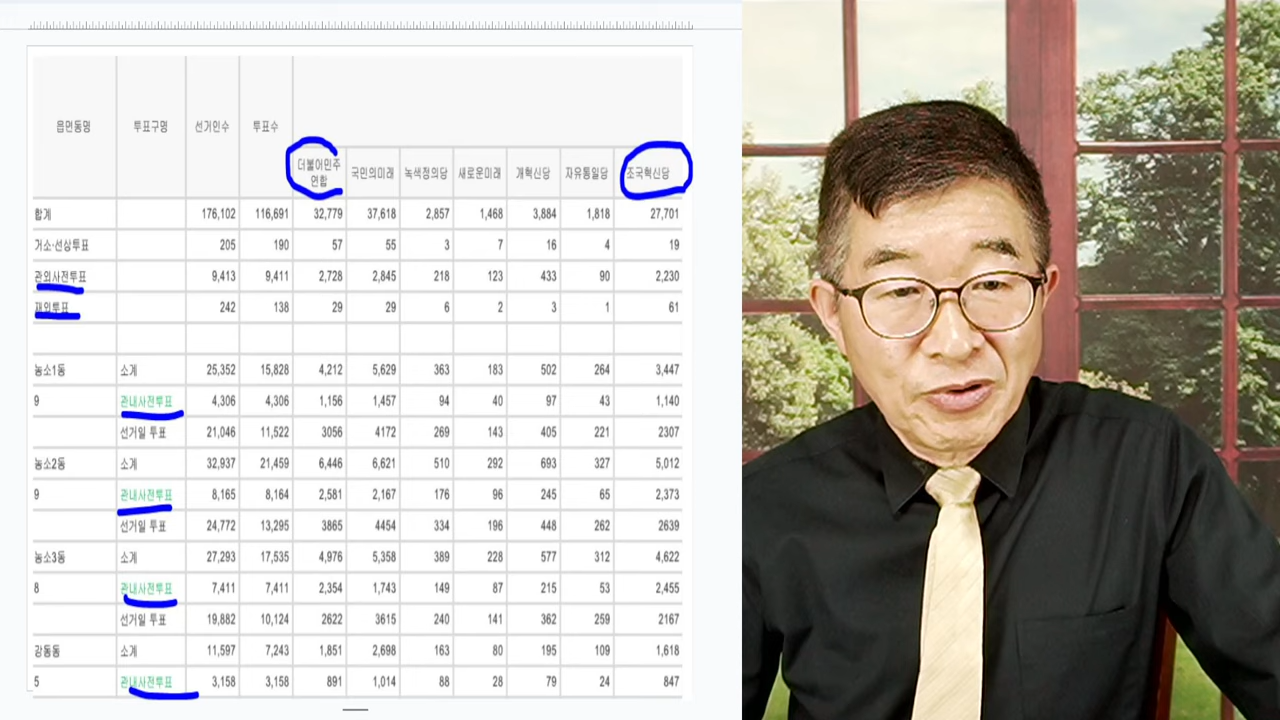 읍면동명 투표구명 선거인수 투표수
더불어민주
연합 국민의미래 녹색정의당 새로운미래 개혁신당 자유통일당 조국혁신당
합계 176,102 116,691 32,779 37,618 2,857 1,468 3,884 1,818 27,701
거소·선상투표 205 190 57 55 3 7 16 4 19
관외사전투표 9,413 9,411 2,728 2,845 218 123 433 90 2,230
재외투표 242 138 29 29 6 2 3 1 61
농소1동 소계 25,352 15,828 4,212 5,629 363 183 502 264 3,447
9 관내사전투표 4,306 4,306 1,156 1,457 94 40 97 43 1,140
선거일 투표 21,046 11,522 3056 4172 269 143 405 221 2307
농소2동 소계 32,937 21,459 6,446 6,621 510 292 693 327 5,012
9 관내사전투표 8,165 8,164 2,581 2,167 176 96 245 65 2,373
선거일 투표 24,772 13,295 3865 4454 334 196 448 262 2639
농소3동 소계 27,293 17,535 4,976 5,358 389 228 577 312 4,622
8 관내사전투표 7,411 7,411 2,354 1,743 149 87 215 53 2,455
선거일 투표 19,882 10,124 2622 3615 240 141 362 259 2167
강동동 소계 11,597 7,243 1,851 2,698 163 80 195 109 1,618
5 관내사전투표 3,158 3,158 891 1,014 88 28 79 24 847